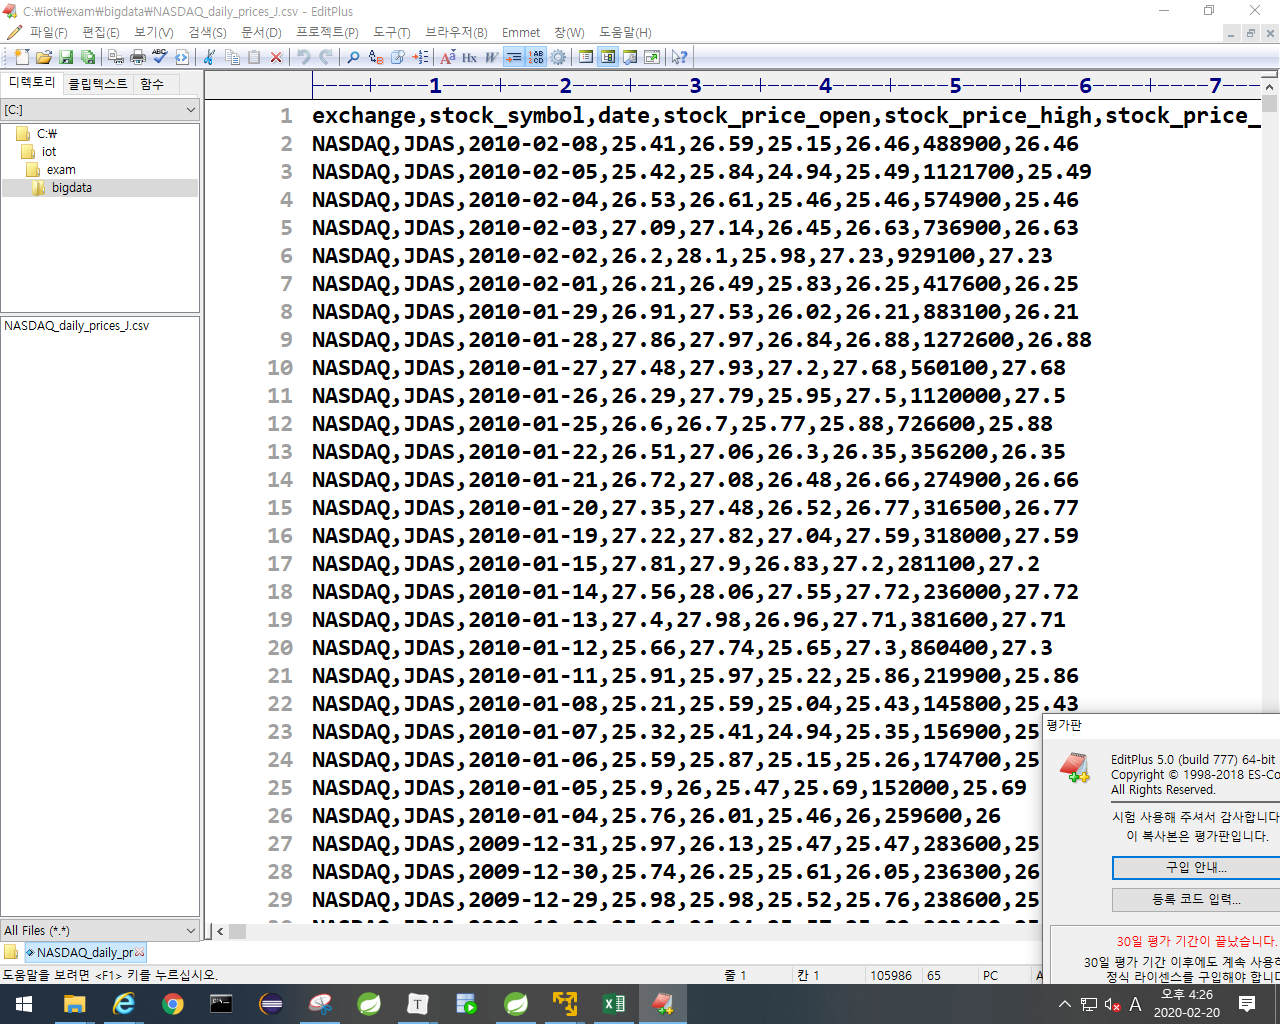 C:₩iot₩exam₩bigdata₩NASDAQ_daily_prices_J.csv - EditPlus
파일(F) 편집(E) 보기(V) 검색(S) 문서(D) 프로젝트(P) 도구(T) 브라우저(B) Emmet 창(W) 도움말(H)
디렉토리 클립텍스트 함수
[C:]
C:₩
iot
exam
bigdata
NASDAQ_daily_prices_J.csv
All Files (*.*)
----+----1----+----2----+----3----+----4----+----5----+----6----+----7---
1 exchange,stock_symbol,date,stock_price_open,stock_price_high,stock_price_
2 NASDAQ,JDAS,2010-02-08,25.41,26.59,25.15,26.46,488900,26.46
3 NASDAQ,JDAS,2010-02-05,25.42,25.84,24.94,25.49,1121700,25.49
4 NASDAQ,JDAS,2010-02-04,26.53,26.61,25.46,25.46,574900,25.46
5 NASDAQ,JDAS,2010-02-03,27.09,27.14,26.45,26.63,736900,26.63
6 NASDAQ,JDAS,2010-02-02,26.2,28.1,25.98,27.23,929100,27.23
7 NASDAQ,JDAS,2010-02-01,26.21,26.49,25.83,26.25,417600,26.25
8 NASDAQ,JDAS,2010-01-29,26.91,27.53,26.02,26.21,883100,26.21
9 NASDAQ,JDAS,2010-01-28,27.86,27.97,26.84,26.88,1272600,26.88
10 NASDAQ,JDAS,2010-01-27,27.48,27.93,27.2,27.68,560100,27.68
11 NASDAQ,JDAS,2010-01-26,26.29,27.79,25.95,27.5,1120000,27.5
12 NASDAQ,JDAS,2010-01-25,26.6,26.7,25.77,25.88,726600,25.88
13 NASDAQ,JDAS,2010-01-22,26.51,27.06,26.3,26.35,356200,26.35
14 NASDAQ,JDAS,2010-01-21,26.72,27.08,26.48,26.66,274900,26.66
15 NASDAQ,JDAS,2010-01-20,27.35,27.48,26.52,26.77,316500,26.77
16 NASDAQ,JDAS,2010-01-19,27.22,27.82,27.04,27.59,318000,27.59
17 NASDAQ,JDAS,2010-01-15,27.81,27.9,26.83,27.2,281100,27.2
18 NASDAQ,JDAS,2010-01-14,27.56,28.06,27.55,27.72,236000,27.72
19 NASDAQ,JDAS,2010-01-13,27.4,27.98,26.96,27.71,381600,27.71
20 NASDAQ,JDAS,2010-01-12,25.66,27.74,25.65,27.3,860400,27.3
21 NASDAQ,JDAS,2010-01-11,25.91,25.97,25.22,25.86,219900,25.86
22 NASDAQ,JDAS,2010-01-08,25.21,25.59,25.04,25.43,145800,25.43
23 NASDAQ,JDAS,2010-01-07,25.32,25.41,24.94,25.35,156900,25
24 NASDAQ,JDAS,2010-01-06,25.59,25.87,25.15,25.26,174700,25
25 NASDAQ,JDAS,2010-01-05,25.9,26,25.47,25.69,152000,25.69
26 NASDAQ,JDAS,2010-01-04,25.76,26.01,25.46,26,259600,26
27 NASDAQ,JDAS,2009-12-31,25.97,26.13,25.47,25.47,283600,25
28 NASDAQ,JDAS,2009-12-30,25.74,26.25,25.61,26.05,236300,26
29 NASDAQ,JDAS,2009-12-29,25.98,25.98,25.52,25.76,238600,25
평가판
EditPlus 5.0 (build 777) 64-bit
Copyright © 1998-2018 ES-Co
All Rights Reserved.
시험 사용해 주셔서 감사합니다
이 복사본은 평가판입니다.
구입 안내...
등록 코드 입력...
30일 평가 기간이 끝났습니다.
30일 평가 기간 이후에도 계속 사용하
정식 라이센스를 구입해야 합니다
NASDAQ_daily_pr
도움말을 보려면 <F1> 키를 누르십시오. 줄 1 칸 1 105986 65 PC A
A 오후 4:26
2020-02-20